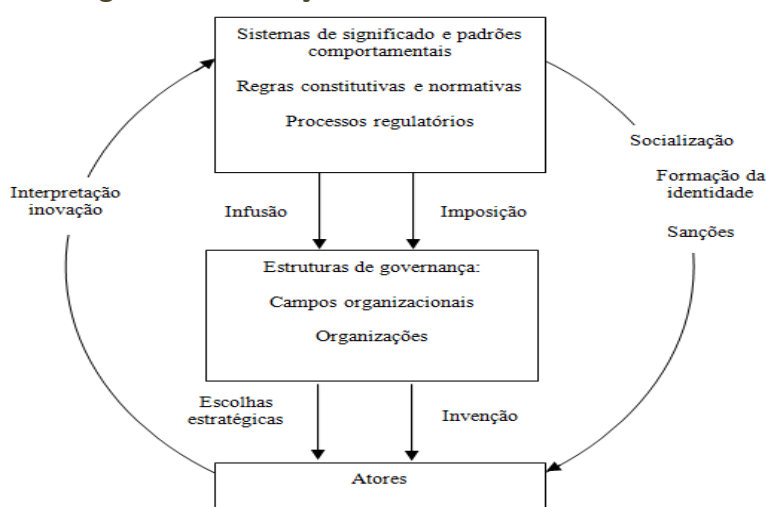 Sistemas de significado e padrões
comportamentais
Regras constitutivas e normativas
Processos regulatórios
Socialização
Formação da
identidade
Sanções
Interpretação
inovação
Infusão
Imposição
Estruturas de governança:
Campos organizacionais
Organizações
Escolhas
estratégicas
Invenção
Atores